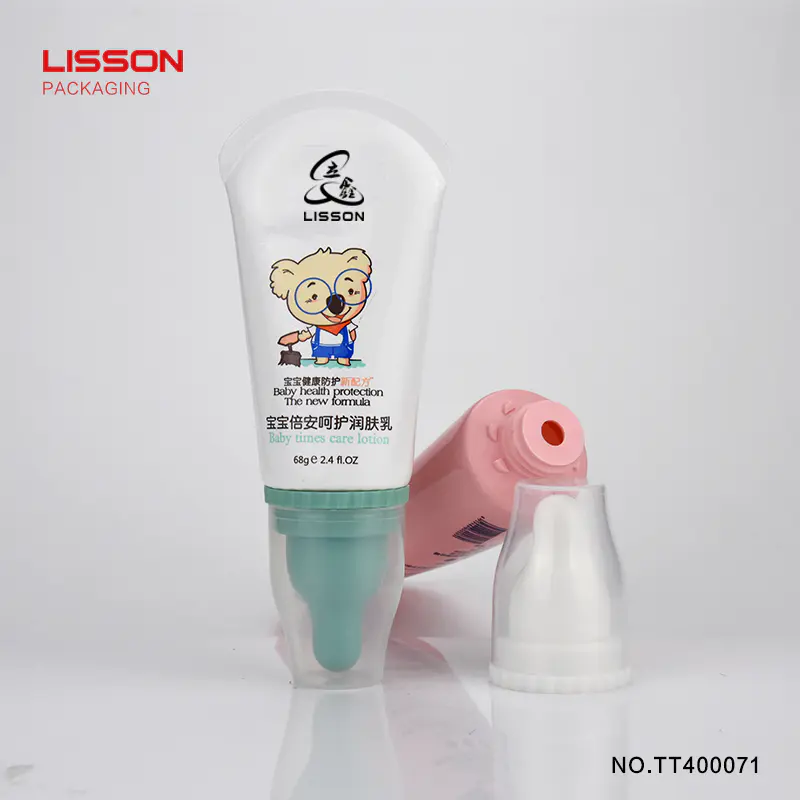 LISSON
PACKAGING
立鑫
LISSON
宝宝健康防护新配方
Baby health protection
The new formula
宝宝倍安呵护润肤乳
Baby times care lotion
68g e 2.4 fl.OZ
NO.TT400071